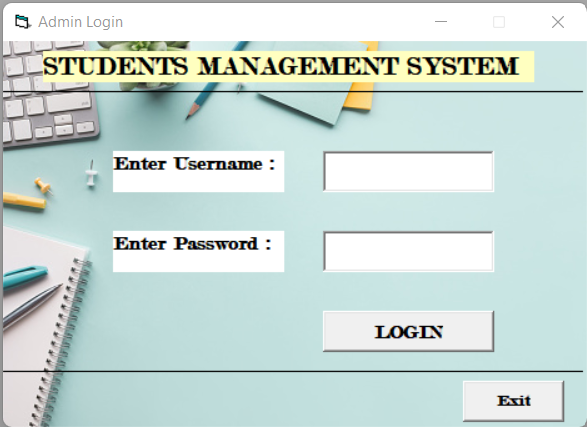 Admin Login
STUDENTS MANAGEMENT SYSTEM
Enter Username :
Enter Password :
LOGIN
Exit